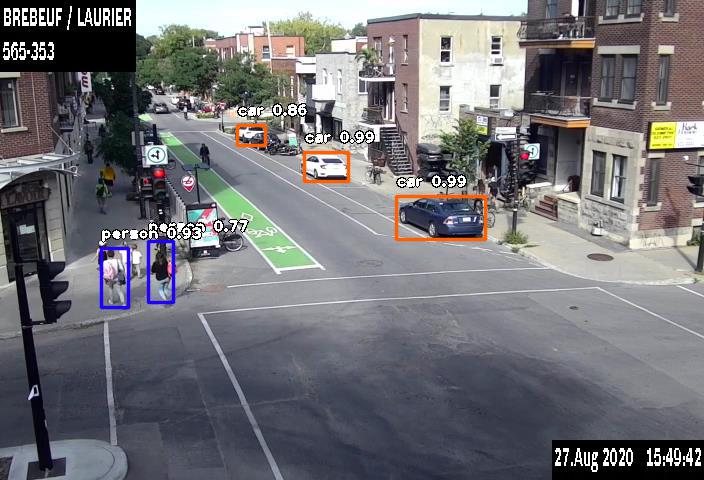 BREBEUF / LAURIER
565-353
car 0.86
car 0.99
car 0.99
person 0.93
0.77
27.Aug 2020 15:49:42